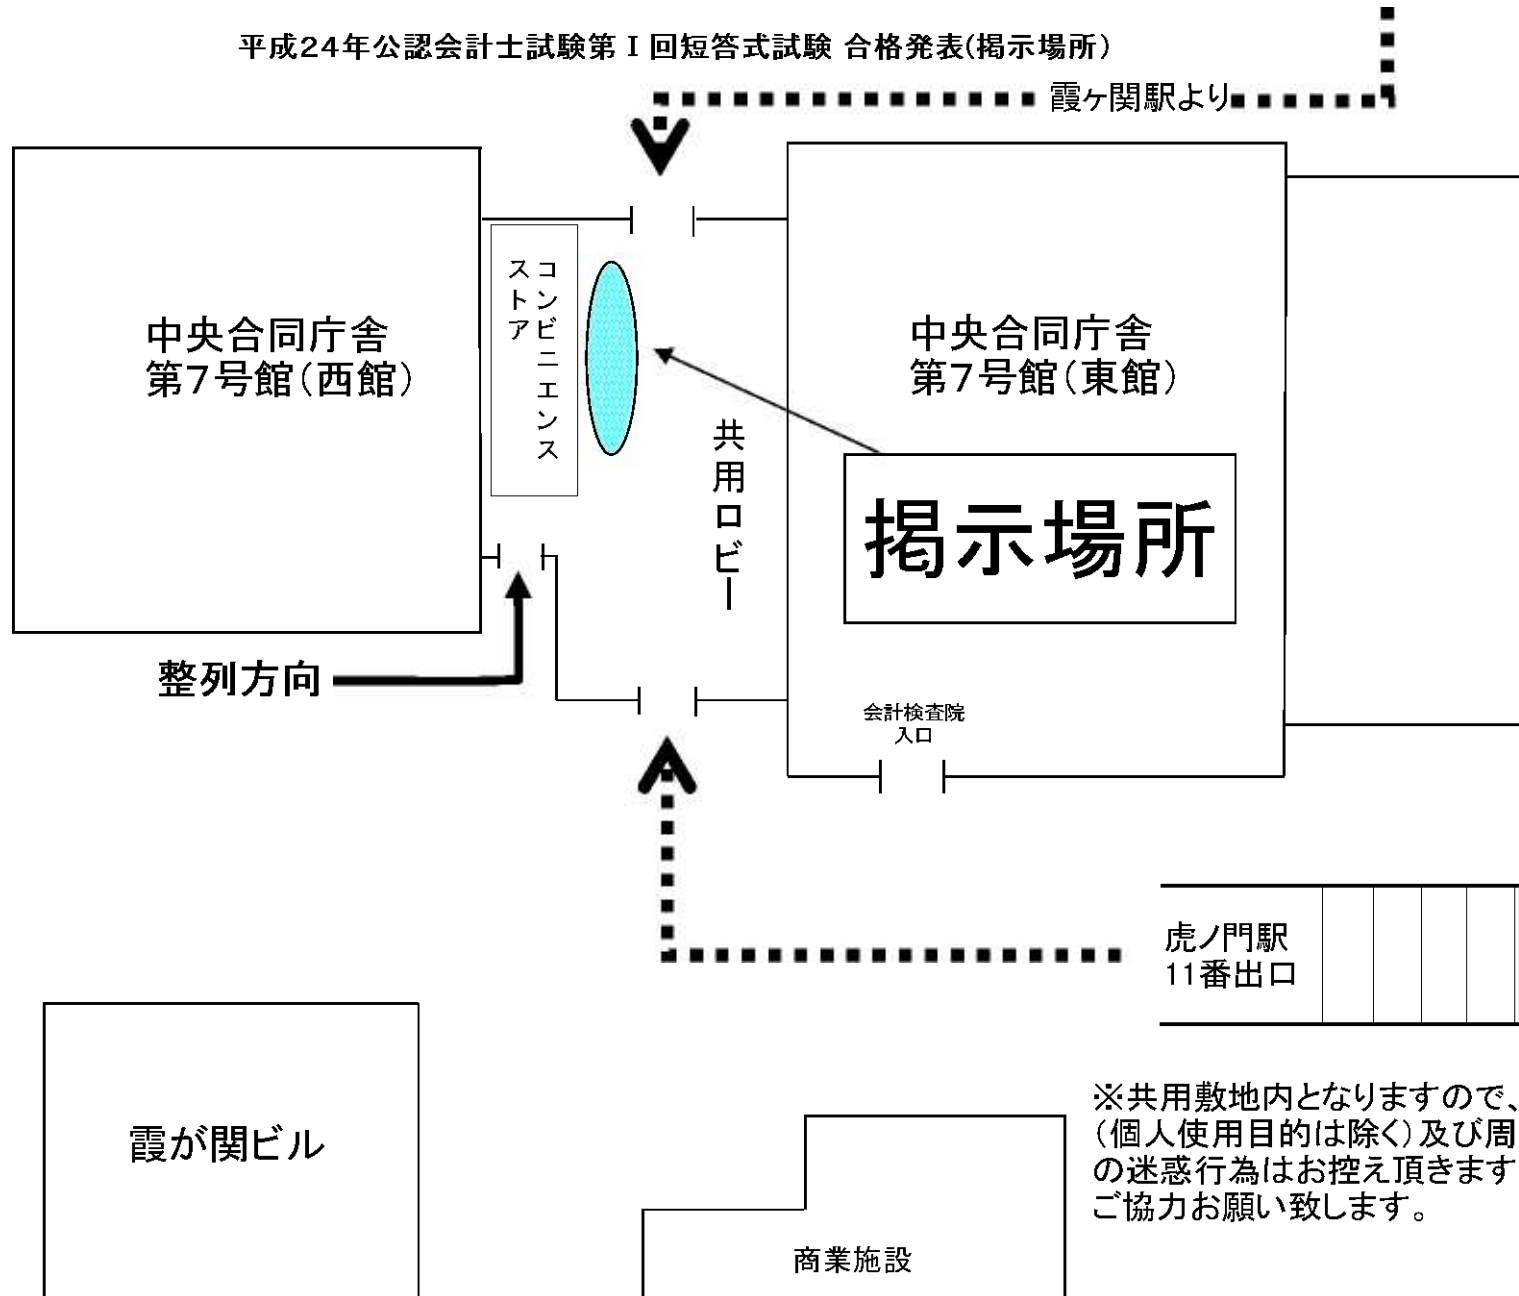 平成24年公認会計士試験第Ⅰ回短答式試験 合格発表(掲示場所)
霞ヶ関駅より
中央合同庁舎
第7号館(西館)
コンビニエンス
ストア
共用ロビー
中央合同庁舎
第7号館(東館)
掲示場所
整列方向
会計検査院
入口
虎ノ門駅
11番出口
霞が関ビル
商業施設
※共用敷地内となりますので、
(個人使用目的は除く)及び周
の迷惑行為はお控え頂きます
ご協力お願い致します。